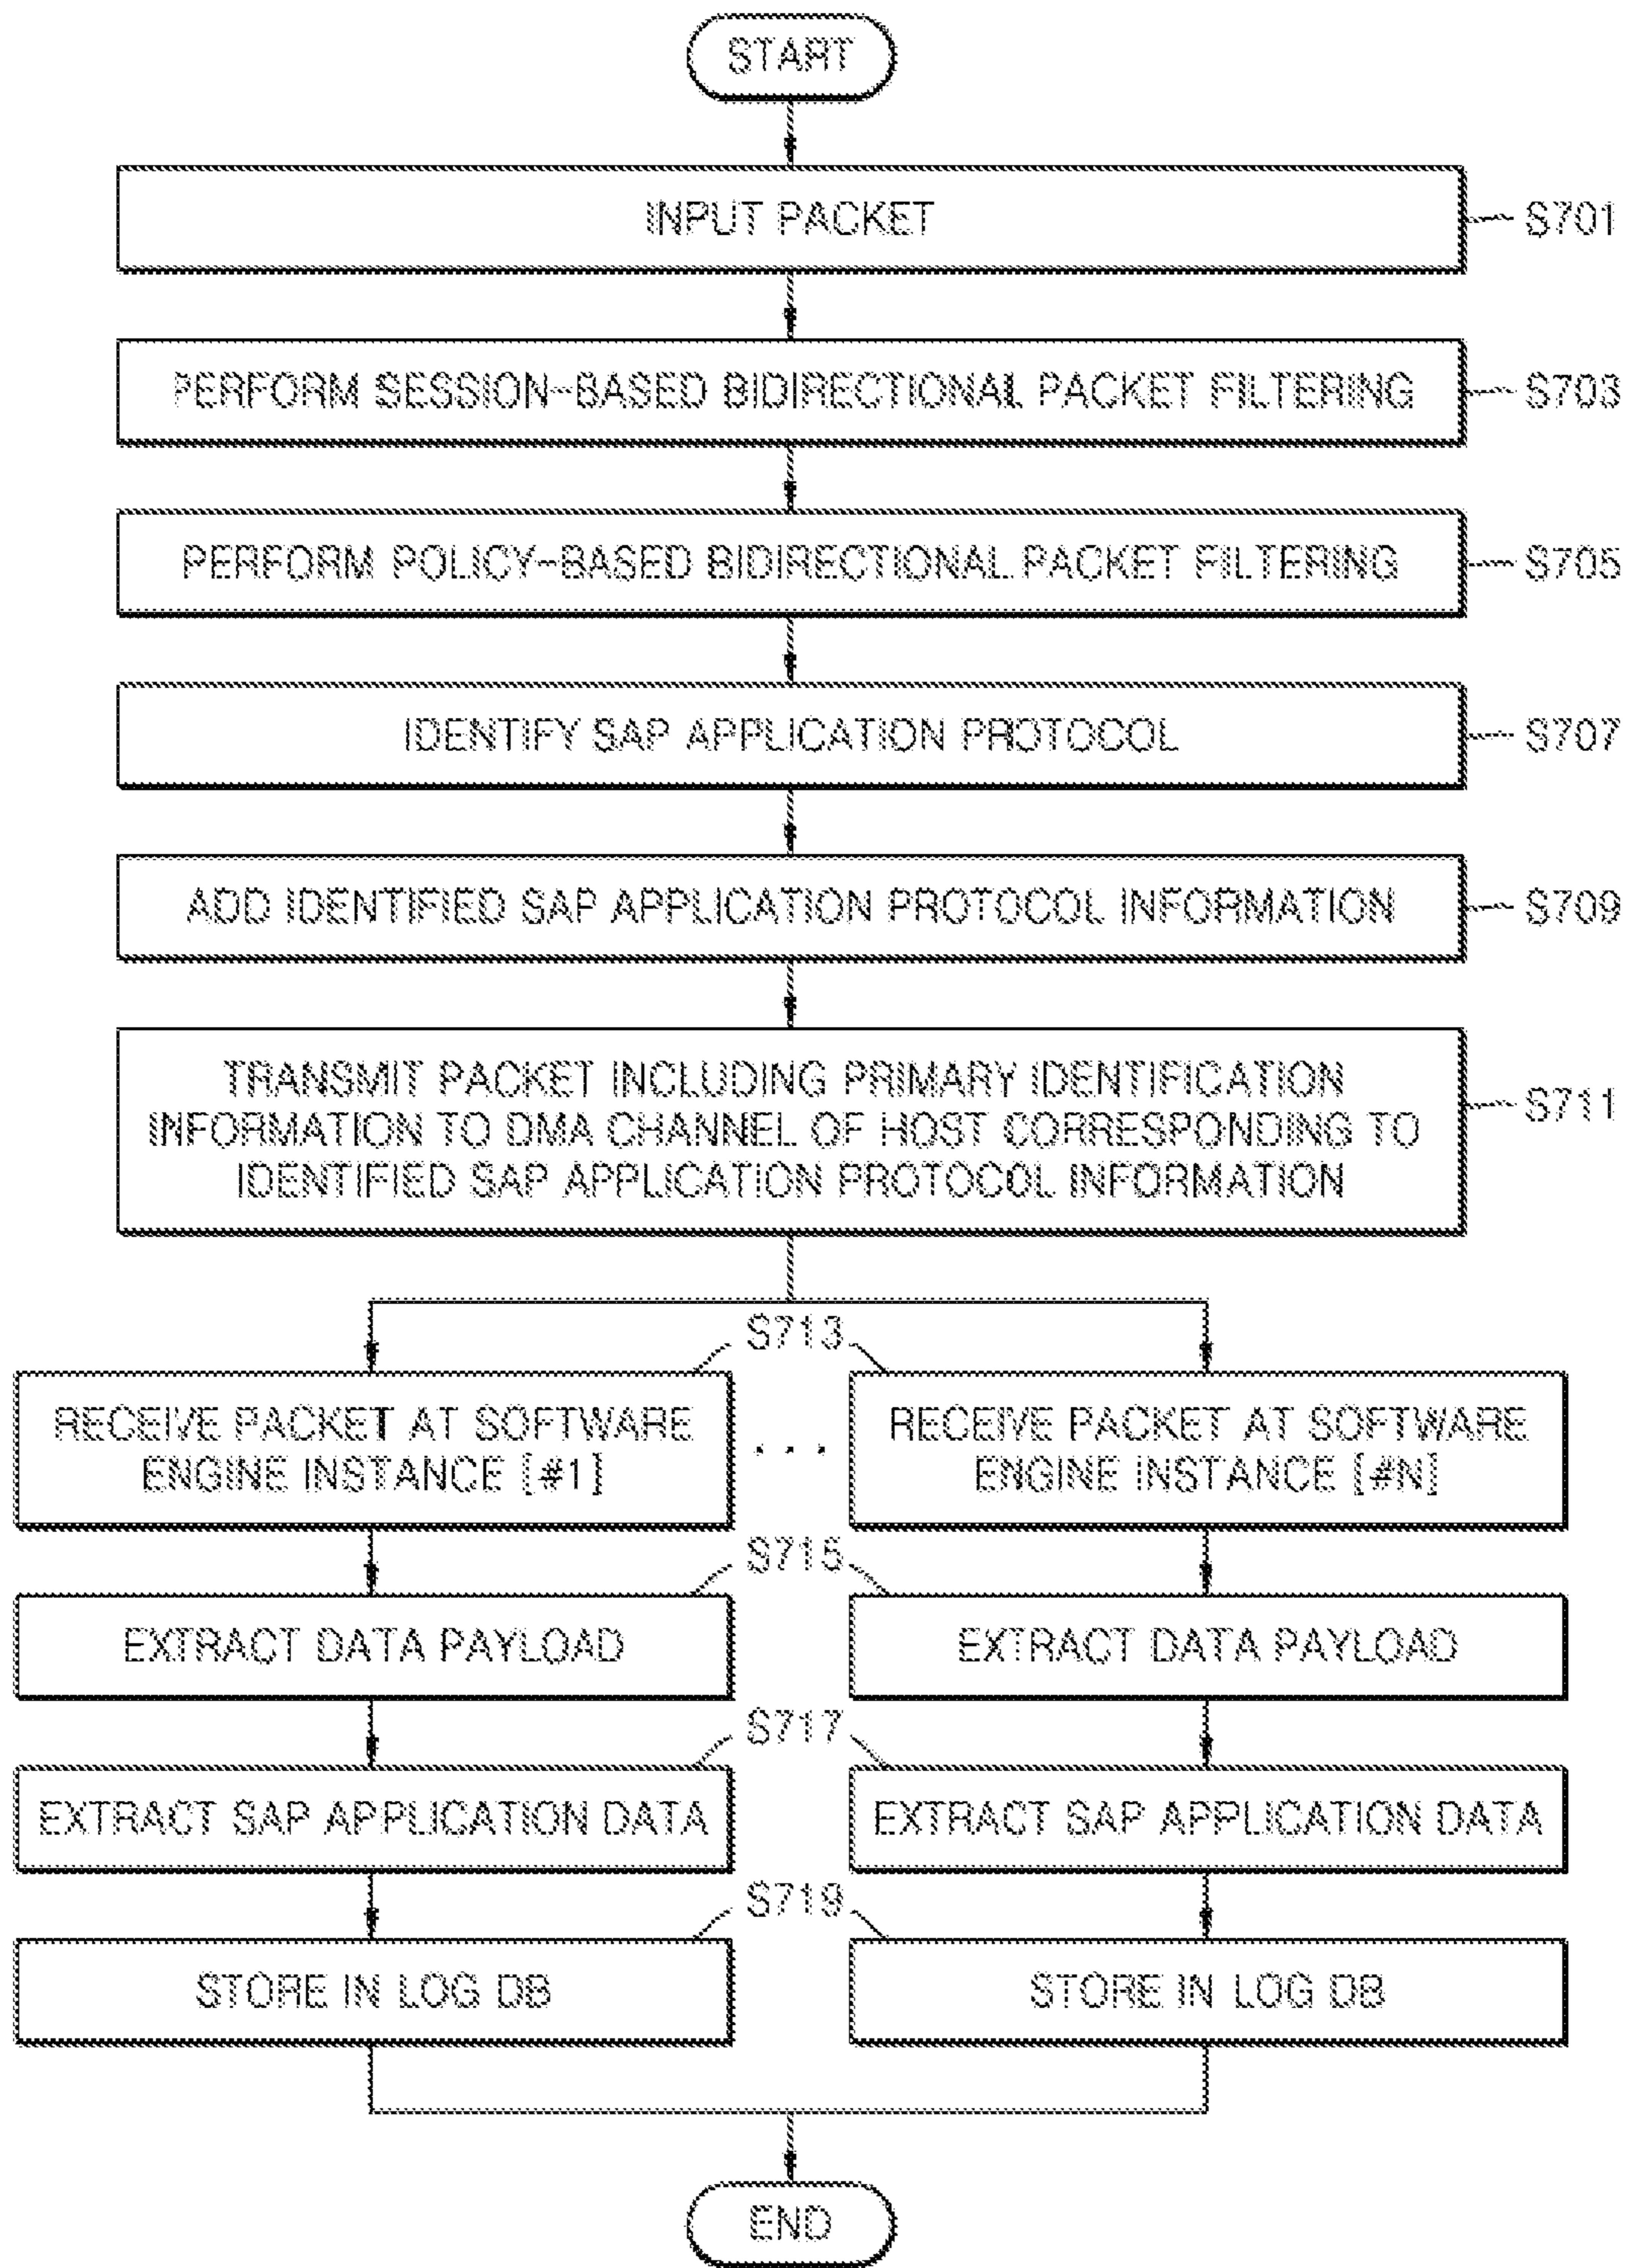 START
INPUT PACKET
S701
PERFORM SESSION-BASED BIDIRECTIONAL PACKET FILTERING
S703
PERFORM POLICY-BASED BIDIRECTIONAL PACKET FILTERING
S705
IDENTIFY SAP APPLICATION PROTOCOL
S707
ADD IDENTIFIED SAP APPLICATION PROTOCOL INFORMATION
S709
TRANSMIT PACKET INCLUDING PRIMARY IDENTIFICATION
INFORMATION TO DMA CHANNEL OF HOST CORRESPONDING TO
IDENTIFIED SAP APPLICATION PROTOCOL INFORMATION
S711
S713
RECEIVE PACKET AT SOFTWARE
ENGINE INSTANCE [#1]
. . .
RECEIVE PACKET AT SOFTWARE
ENGINE INSTANCE [#N]
S715
EXTRACT DATA PAYLOAD
EXTRACT DATA PAYLOAD
S717
EXTRACT SAP APPLICATION DATA
EXTRACT SAP APPLICATION DATA
S719
STORE IN LOG DB
STORE IN LOG DB
END